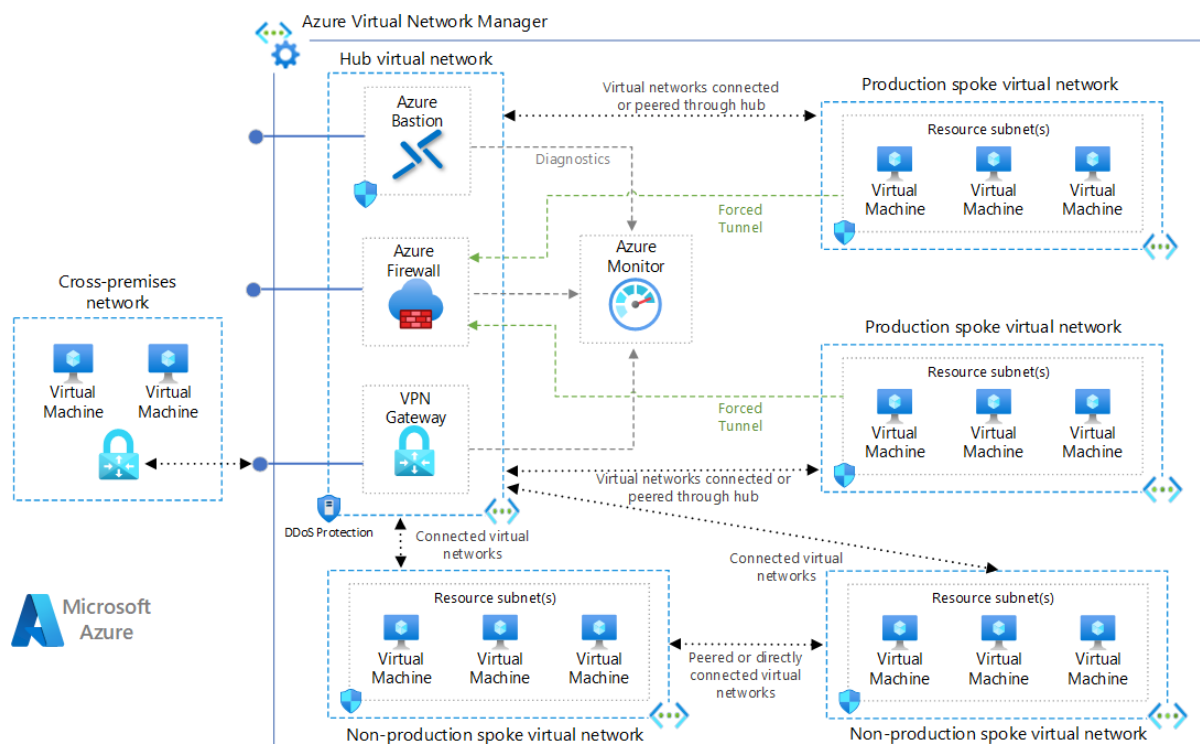 Azure Virtual Network Manager
Hub virtual network
Azure
Bastion
Virtual networks connected
or peered through hub
Production spoke virtual network
Resource subnet(s)
Virtual
Machine
Virtual
Machine
Virtual
Machine
Diagnostics
Forced
Tunnel
Azure
Firewall
Azure
Monitor
Cross-premises
network
Virtual
Machine
Virtual
Machine
Production spoke virtual network
Resource subnet(s)
Virtual
Machine
Virtual
Machine
Virtual
Machine
Forced
Tunnel
VPN
Gateway
Virtual networks connected or
peered through hub
DDoS Protection
Connected virtual
networks
Connected virtual
networks
Microsoft
Azure
Resource subnet(s)
Virtual
Machine
Virtual
Machine
Virtual
Machine
Non-production spoke virtual network
Peered or directly
connected virtual
networks
Resource subnet(s)
Virtual
Machine
Virtual
Machine
Virtual
Machine
Non-production spoke virtual network